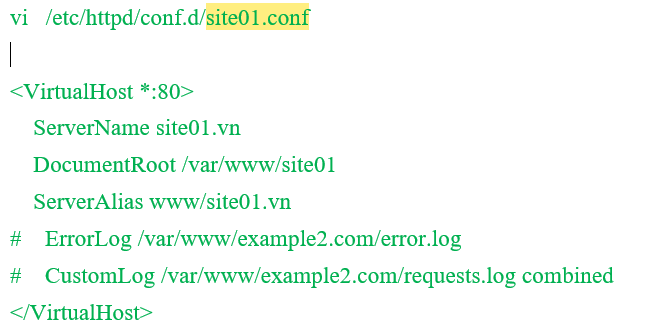 vi /etc/httpd/conf.d/site01.conf
<VirtualHost *:80>
ServerName site01.vn
DocumentRoot /var/www/site01
ServerAlias www/site01.vn
# ErrorLog /var/www/example2.com/error.log
# CustomLog /var/www/example2.com/requests.log combined
</VirtualHost>